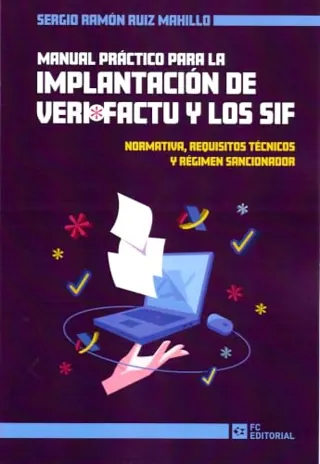 SERGIO RAMÓN RUIZ MAHILLO
MANUAL PRÁCTICO PARA LA
IMPLANTACIÓN DE
VERI*FACTU Y LOS SIF
NORMATIVA, REQUISITOS TÉCNICOS
Y RÉGIMEN SANCIONADOR
FC
EDITORIAL